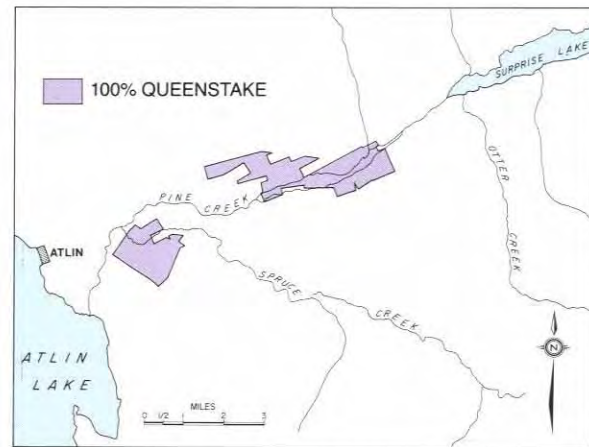 SURPRISE LAKE
100% QUEENSTAKE
PINE CREEK
OTTER CREEK
ATLIN
SPRUCE CREEK
N
ATLIN
LAKE
MILES
0 1/2 1 2 3